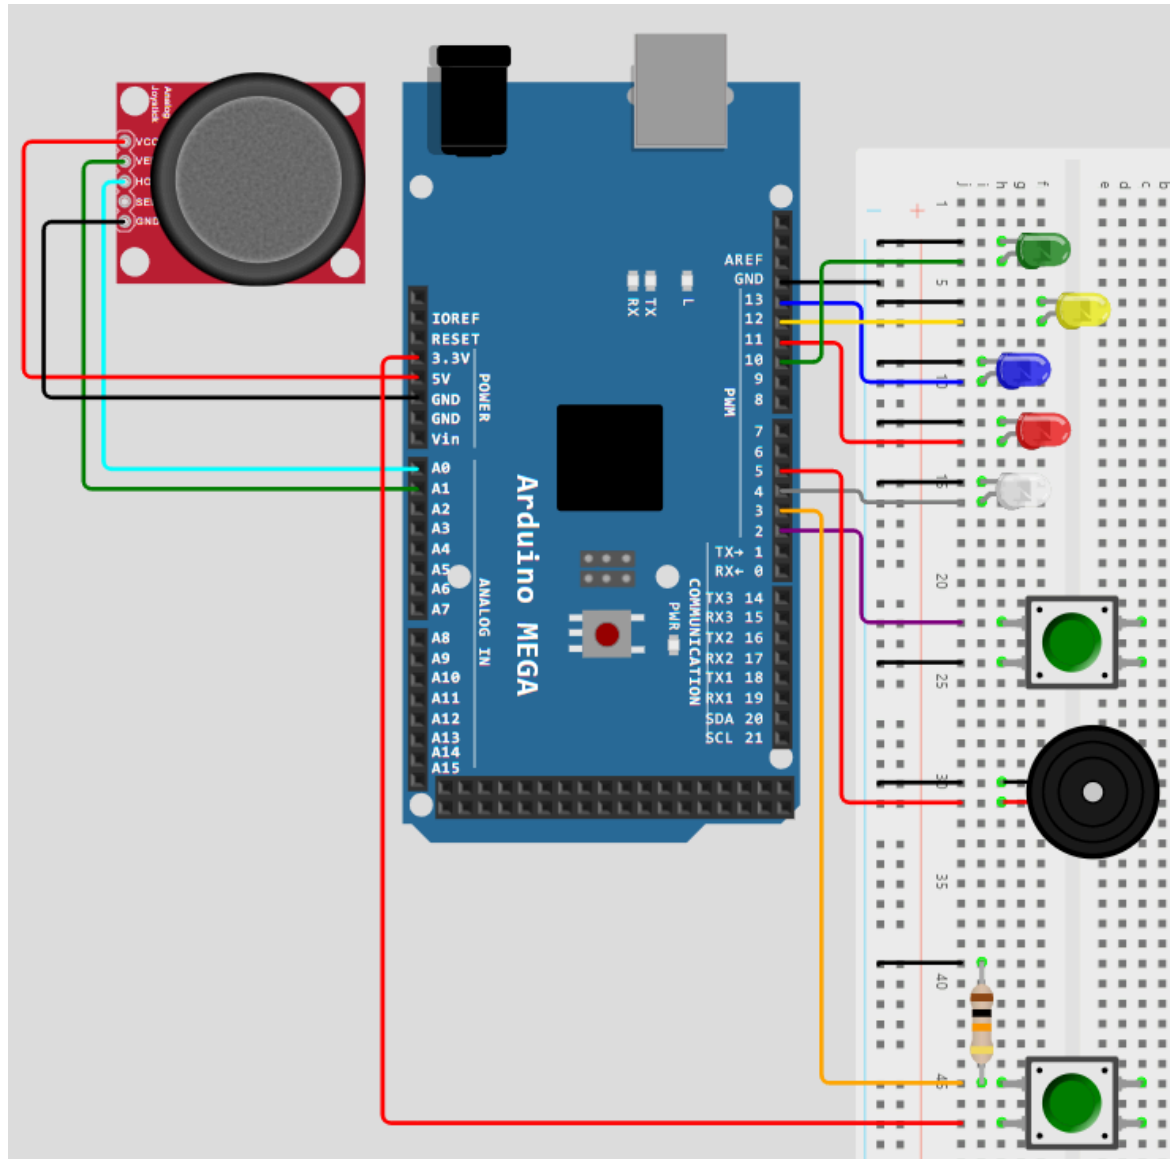 Analog
Joystick
VCC
VE
HO
SE
GND
IOREF
RESET
3.3V
5V
GND
GND
Vin
POWER
A0
A1
A2
A3
A4
A5
A6
A7
A8
A9
A10
A11
A12
A13
A14
A15
ANALOG IN
Arduino MEGA
RX
TX
L
PWR
AREF
GND
13
12
11
10
9
8
7
6
5
4
3
2
PWM
TX→ 1
RX← 0
TX3 14
RX3 15
TX2 16
RX2 17
TX1 18
RX1 19
SDA 20
SCL 21
COMMUNICATION
j i h g f e d c b
1
5
10
15
20
25
30
35
40
45
− +